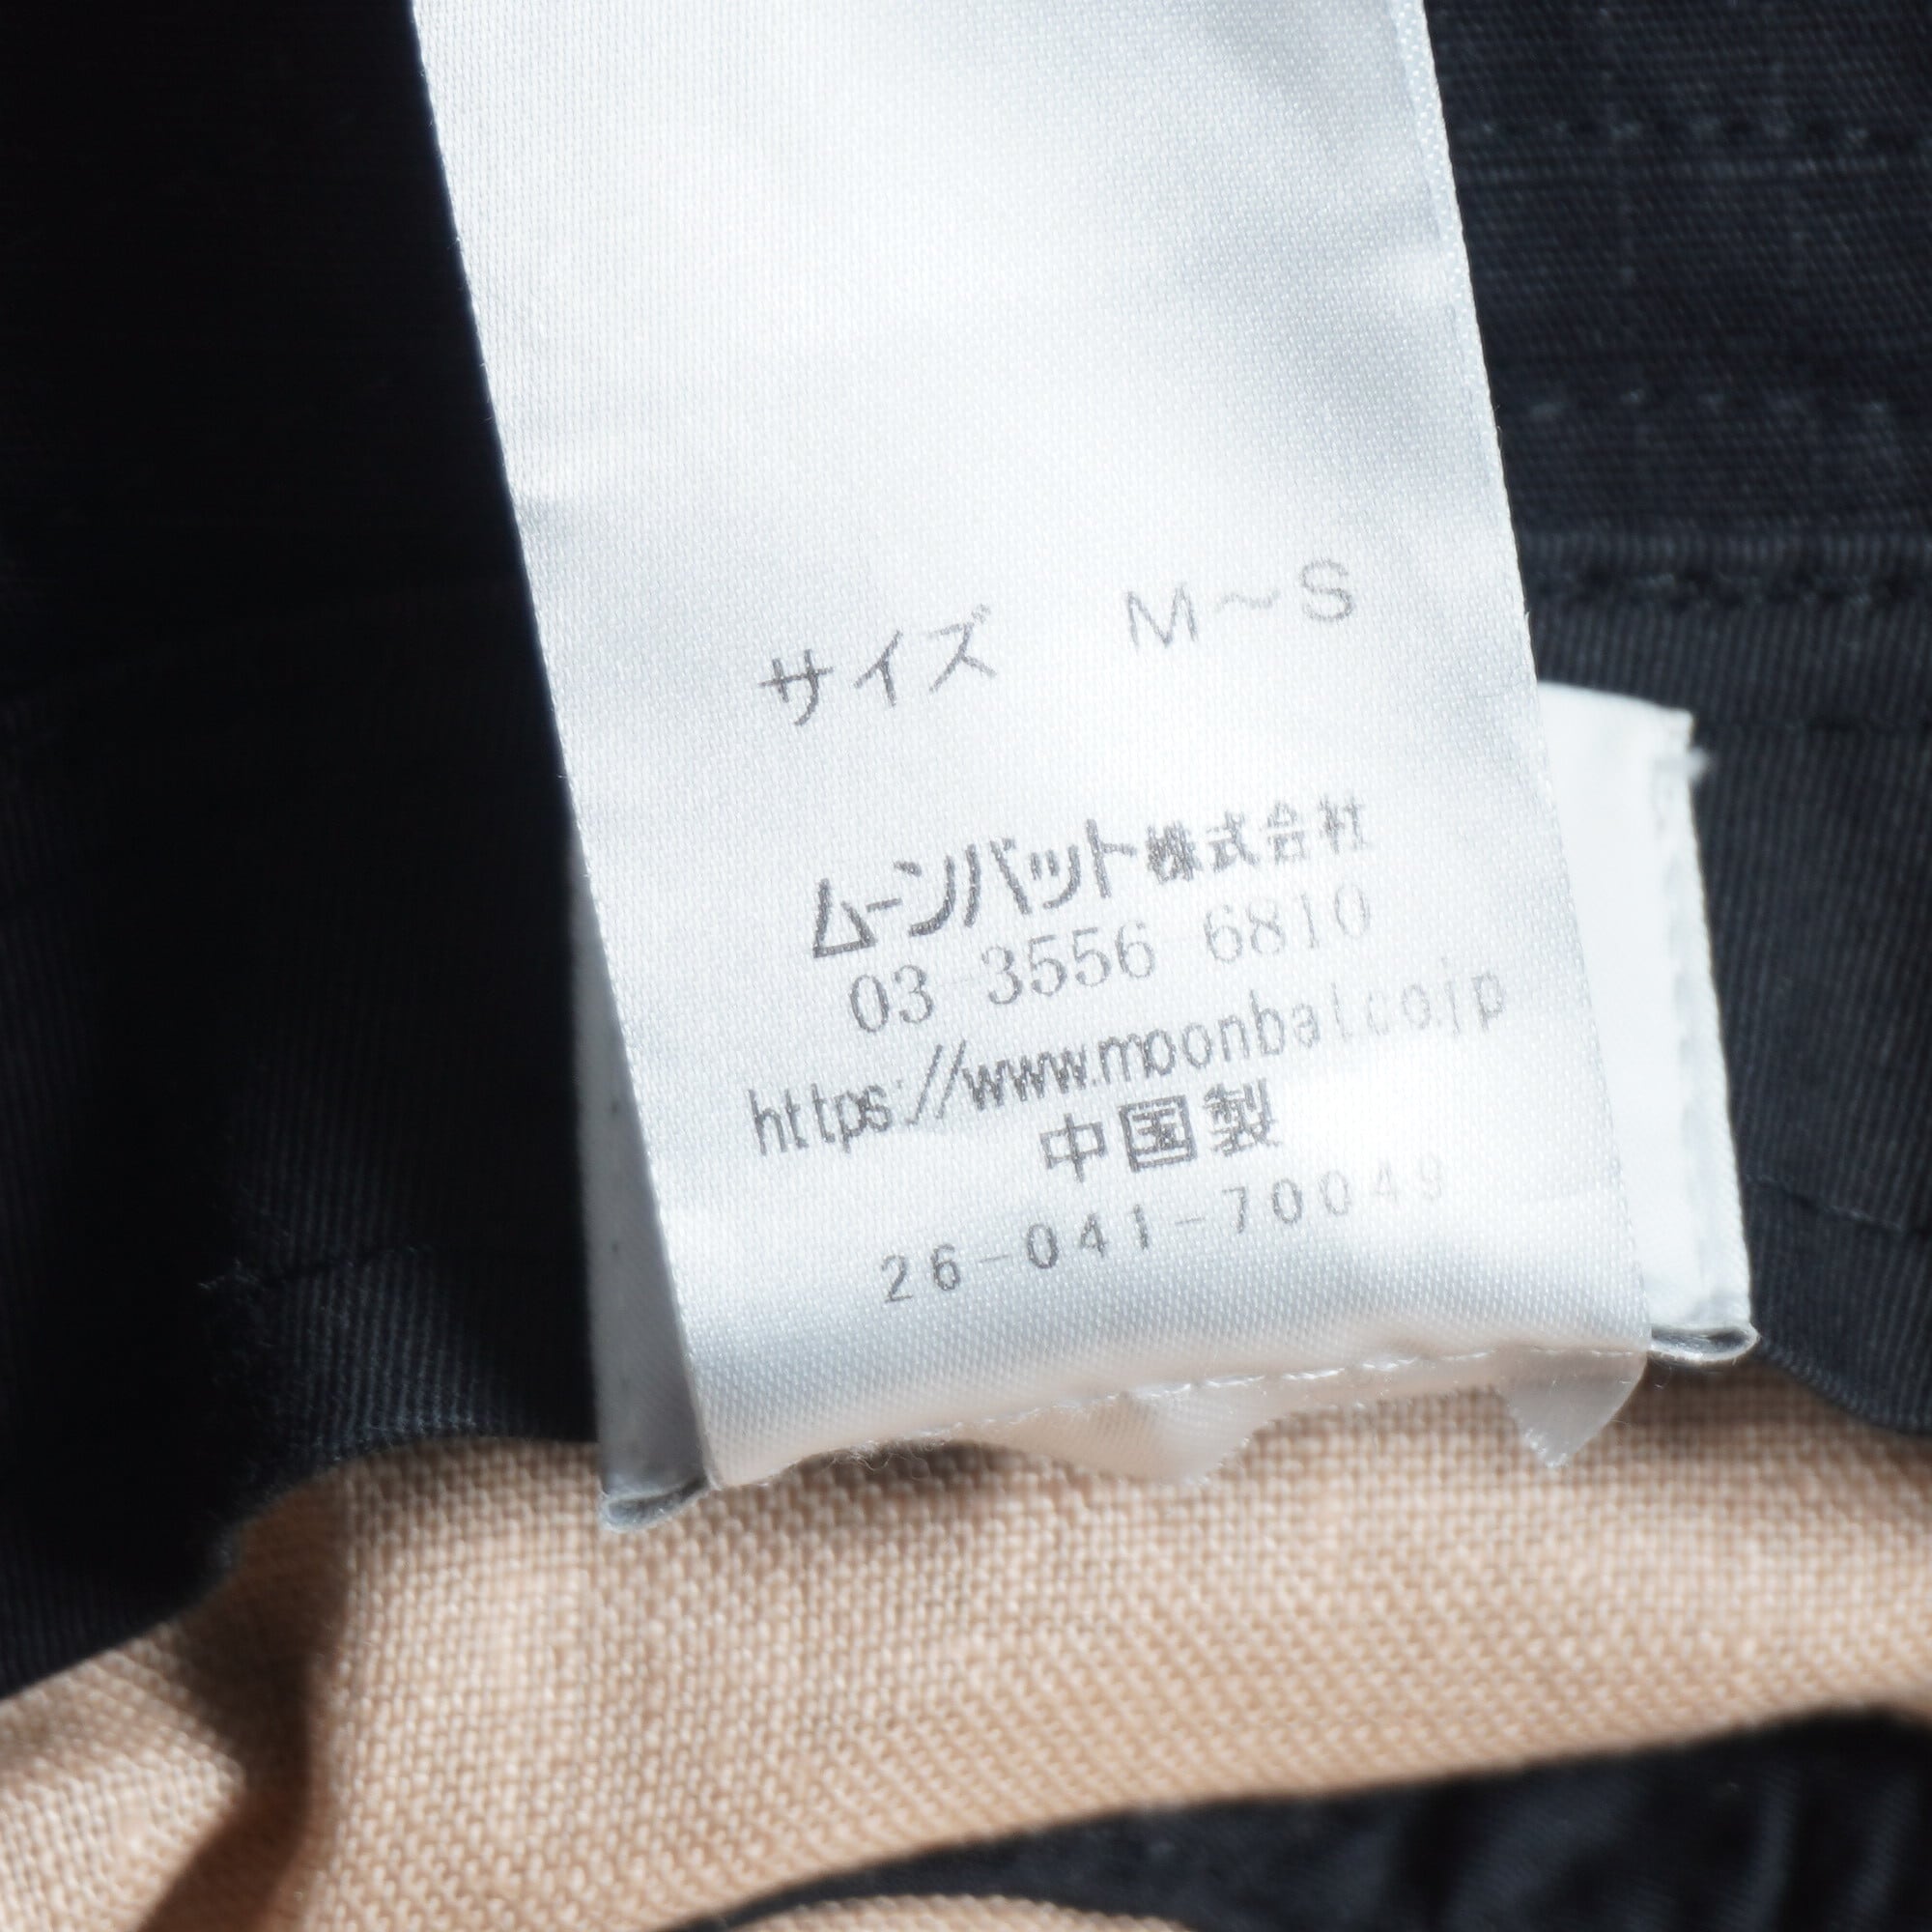 サイズ M～S
ムーンバット株式会社
03-3556-6810
https://www.moonbat.co.jp
中国製
26-041-70049